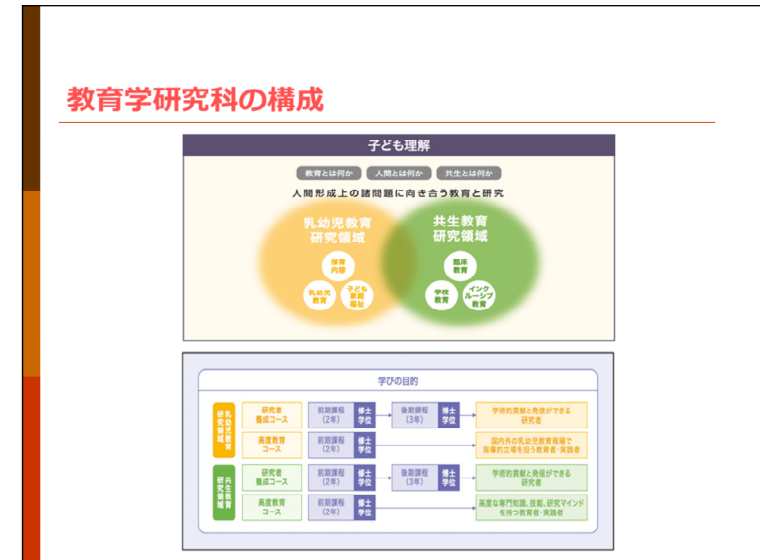 教育学研究科の構成
子ども理解
教育とは何か 人間とは何か 共生とは何か
人間形成上の諸問題に向き合う教育と研究
乳幼児教育
研究領域
共生教育
研究領域
保育
内容
臨床
教育
乳幼児
教育
子ども
家庭
福祉
学校
教育
インク
ルーシブ
教育
学びの目的
乳幼児教育
研究領域
研究者
養成コース
前期課程
(2年)
修士
学位
後期課程
(3年)
博士
学位
学術的貢献と発信ができる
研究者
高度教育
コース
前期課程
(2年)
修士
学位
国内外の乳幼児教育現場で
指導的立場を担う教育者・実践者
共生教育
研究領域
研究者
養成コース
前期課程
(2年)
修士
学位
後期課程
(3年)
博士
学位
学術的貢献と発信ができる
研究者
高度教育
コース
前期課程
(2年)
修士
学位
高度な専門知識、技能、研究マインド
を持つ教育者・実践者